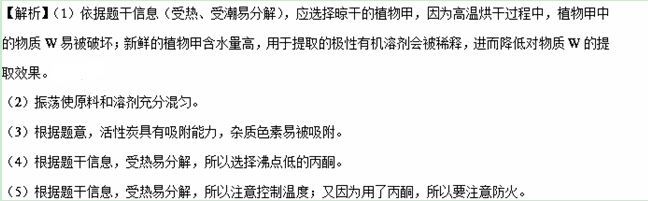 【解析】（1）依据题干信息（受热、受潮易分解），应选择晾干的植物甲，因为高温烘干过程中，植物甲中
的物质 W 易被破坏；新鲜的植物甲含水量高，用于提取的极性有机溶剂会被稀释，进而降低对物质 W 的提
取效果。
（2）振荡使原料和溶剂充分混匀。
（3）根据题意，活性炭具有吸附能力，杂质色素易被吸附。
（4）根据题干信息，受热易分解，所以选择沸点低的丙酮。
（5）根据题干信息，受热易分解，所以注意控制温度；又因为用了丙酮，所以要注意防火。